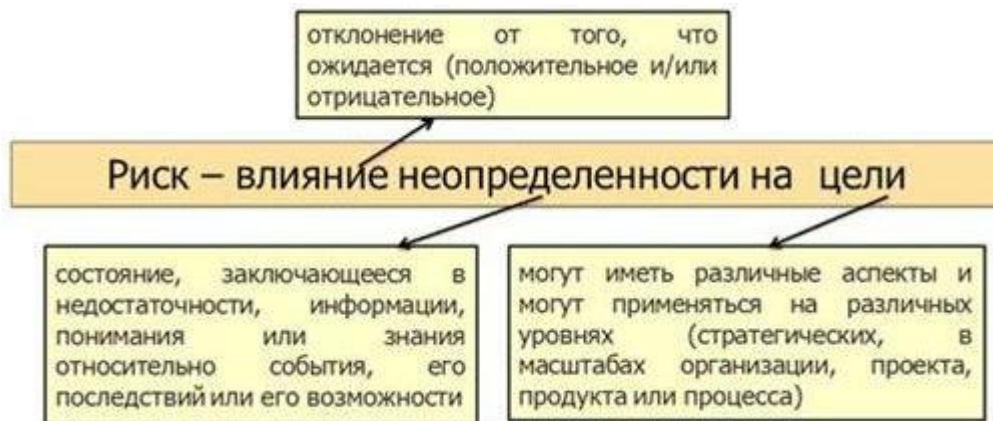 отклонение от того, что
ожидается (положительное и/или
отрицательное)
Риск – влияние неопределенности на цели
состояние, заключающееся в
недостаточности, информации,
понимания или знания
относительно события, его
последствий или его возможности
могут иметь различные аспекты и
могут применяться на различных
уровнях (стратегических, в
масштабах организации, проекта,
продукта или процесса)